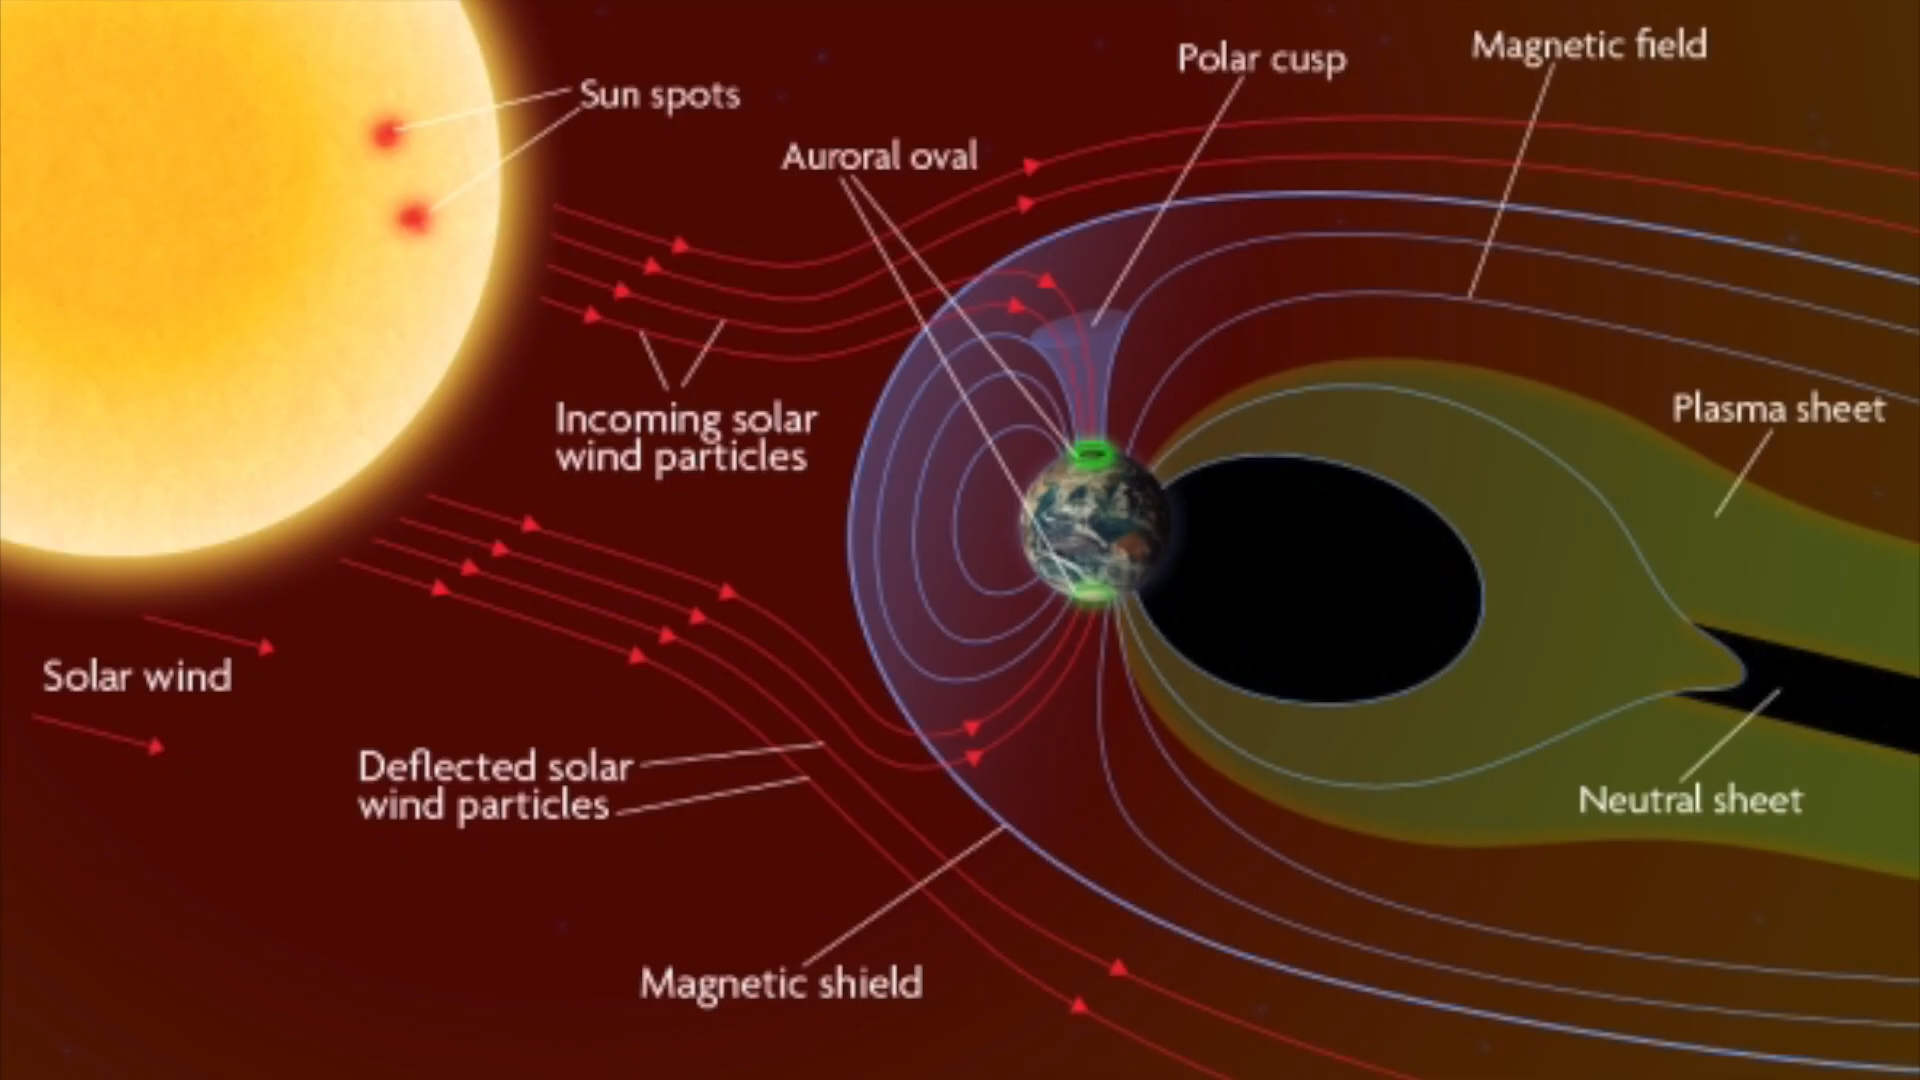 Sun spots
Polar cusp
Magnetic field
Auroral oval
Incoming solar
wind particles
Plasma sheet
Solar wind
Deflected solar
wind particles
Neutral sheet
Magnetic shield